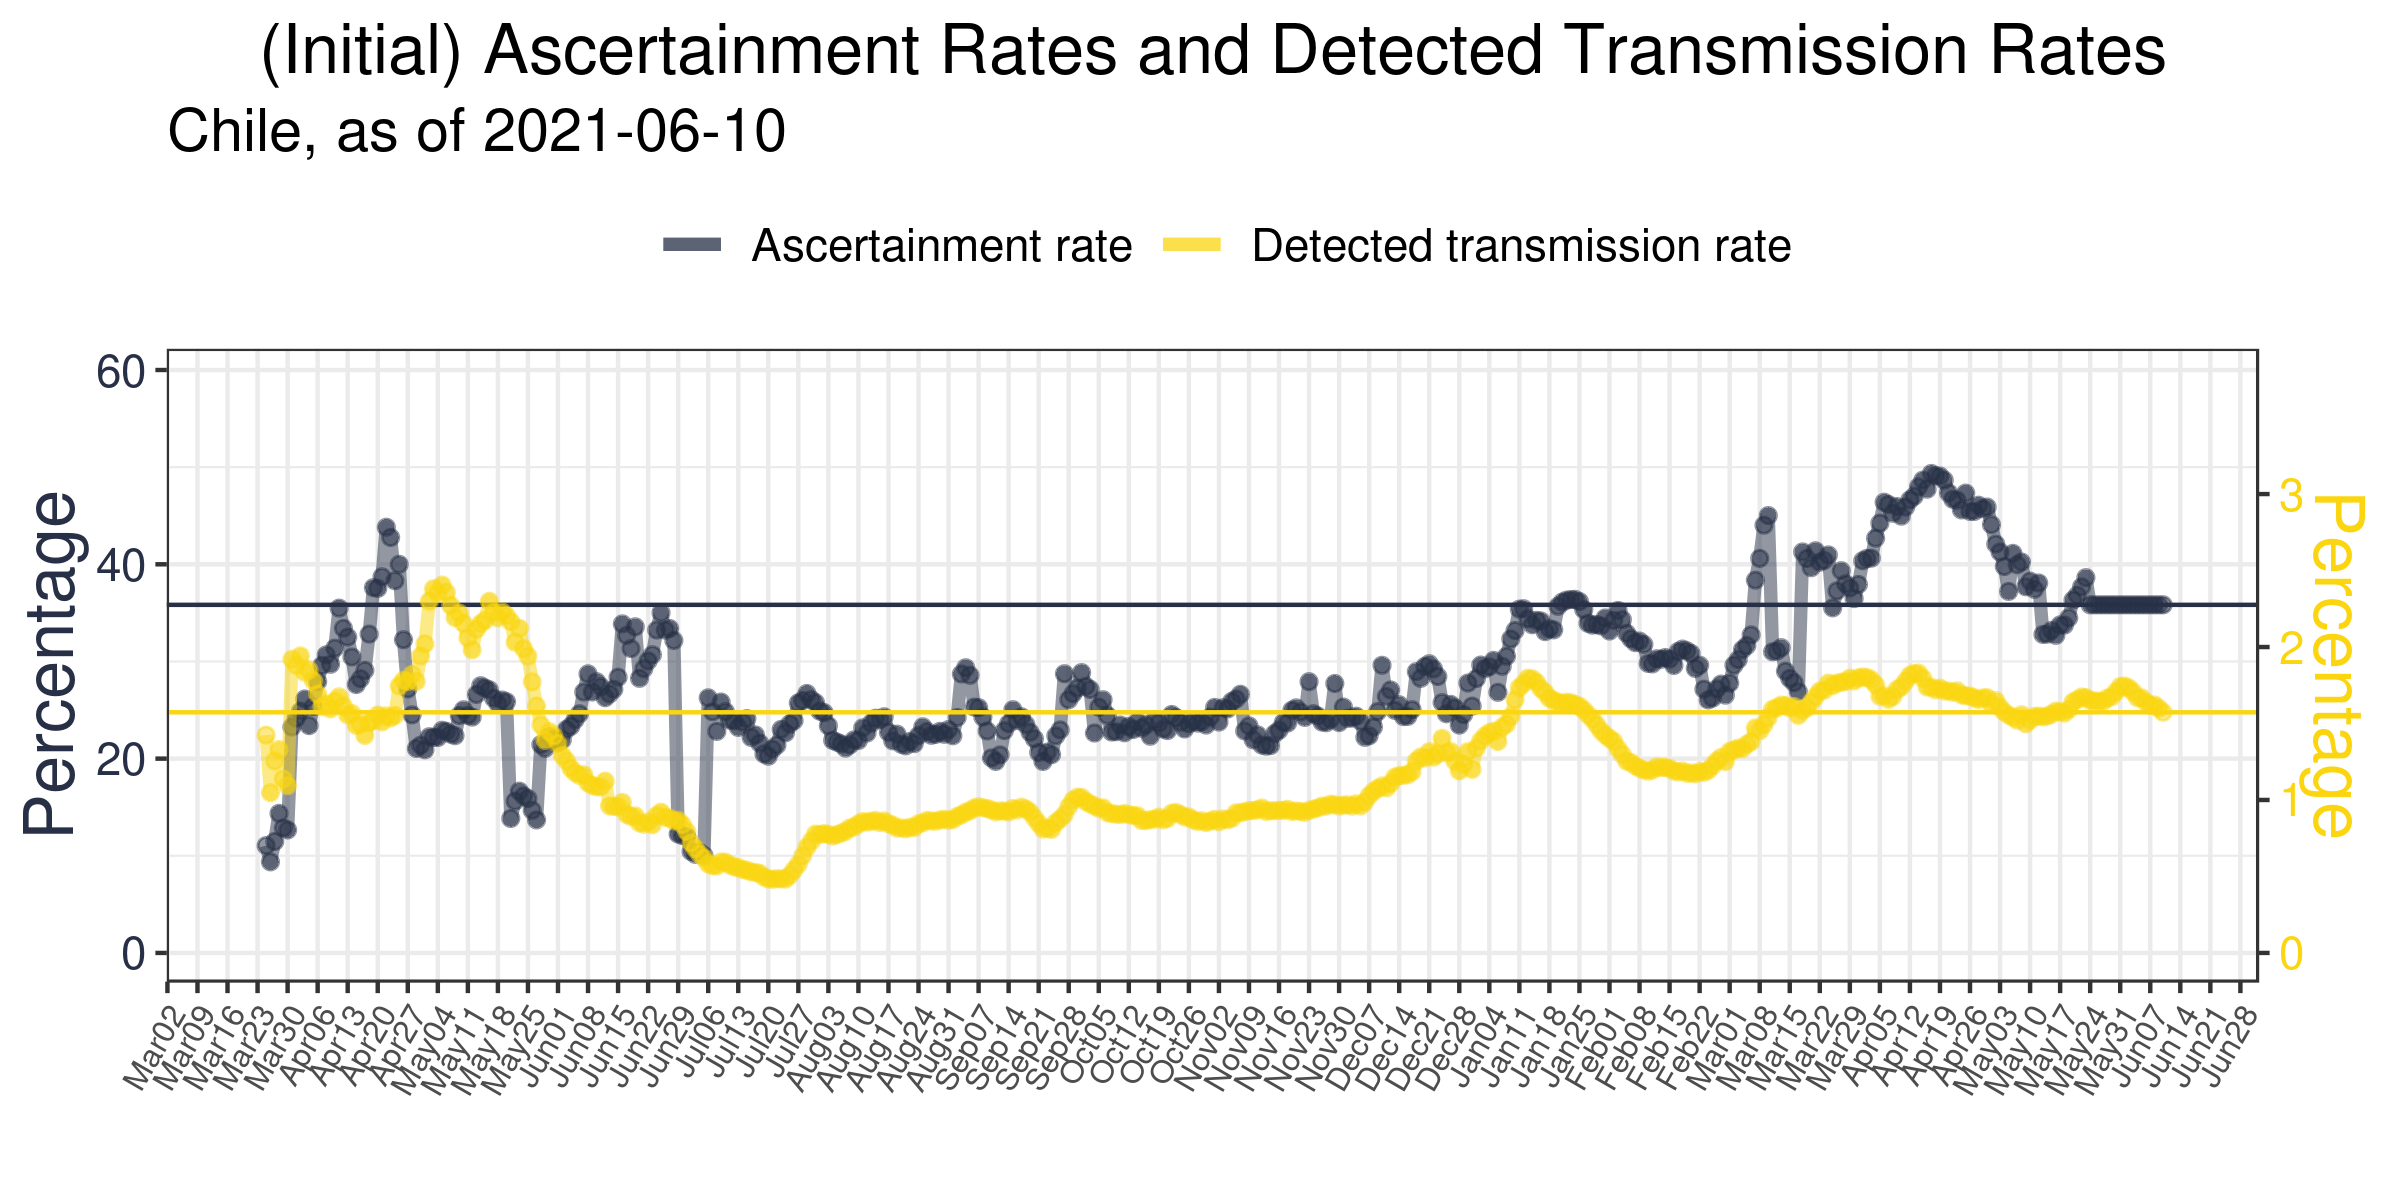 (Initial) Ascertainment Rates and Detected Transmission Rates
Chile, as of 2021-06-10
Ascertainment rate Detected transmission rate
Percentage
60
40
20
0
3
2
1
0
Percentage
Mar02 Mar09 Mar16 Mar23 Mar30 Apr06 Apr13 Apr20 Apr27 May04 May11 May18 May25 Jun01 Jun08 Jun15 Jun22 Jun29 Jul06 Jul13 Jul20 Jul27 Aug03 Aug10 Aug17 Aug24 Aug31 Sep07 Sep14 Sep21 Sep28 Oct05 Oct12 Oct19 Oct26 Nov02 Nov09 Nov16 Nov23 Nov30 Dec07 Dec14 Dec21 Dec28 Jan04 Jan11 Jan18 Jan25 Feb01 Feb08 Feb15 Feb22 Mar01 Mar08 Mar15 Mar22 Mar29 Apr05 Apr12 Apr19 Apr26 May03 May10 May17 May24 May31 Jun07 Jun14 Jun21 Jun28